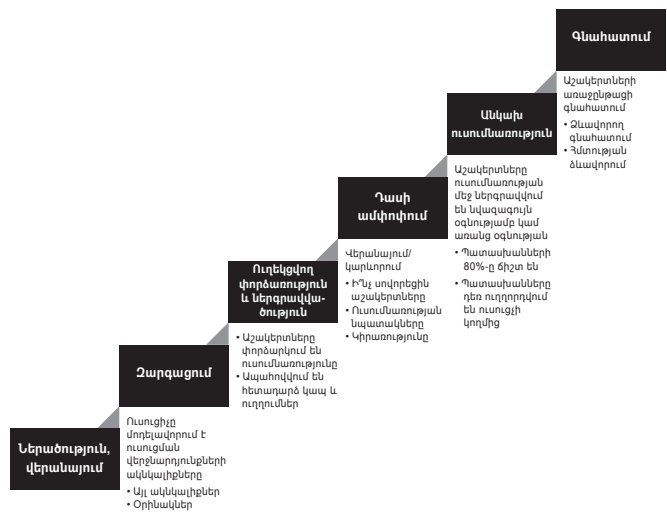 Ներածություն,
վերանայում
Զարգացում
Ուսուցիչը
մոդելավորում է
ուսուցման
վերջնարդյունքների
ակնկալիքները
• Այլ ակնկալիքներ
• Օրինակներ
Ուղեկցվող
փորձառություն
և ներգրավվա-
ծություն
• Աշակերտները
փորձարկում են
ուսումնառությունը
• Ապահովվում են
հետադարձ կապ և
ուղղումներ
Դասի
ամփոփում
Վերանայում/
կարևորում
• Ի՞նչ սովորեցին
աշակերտները
• Ուսումնառության
նպատակները
• Կիրառությունը
Անկախ
ուսումնառություն
Աշակերտները
ուսումնառության
մեջ ներգրավվում
են նվազագույն
օգնությամբ կամ
առանց օգնության
• Պատասխանների
80%-ը ճիշտ են
• Պատասխանները
դեռ ուղղորդվում
են ուսուցչի
կողմից
Գնահատում
Աշակերտների
առաջընթացի
գնահատում
• Ձևավորող
գնահատում
• Հմտության
ձևավորում